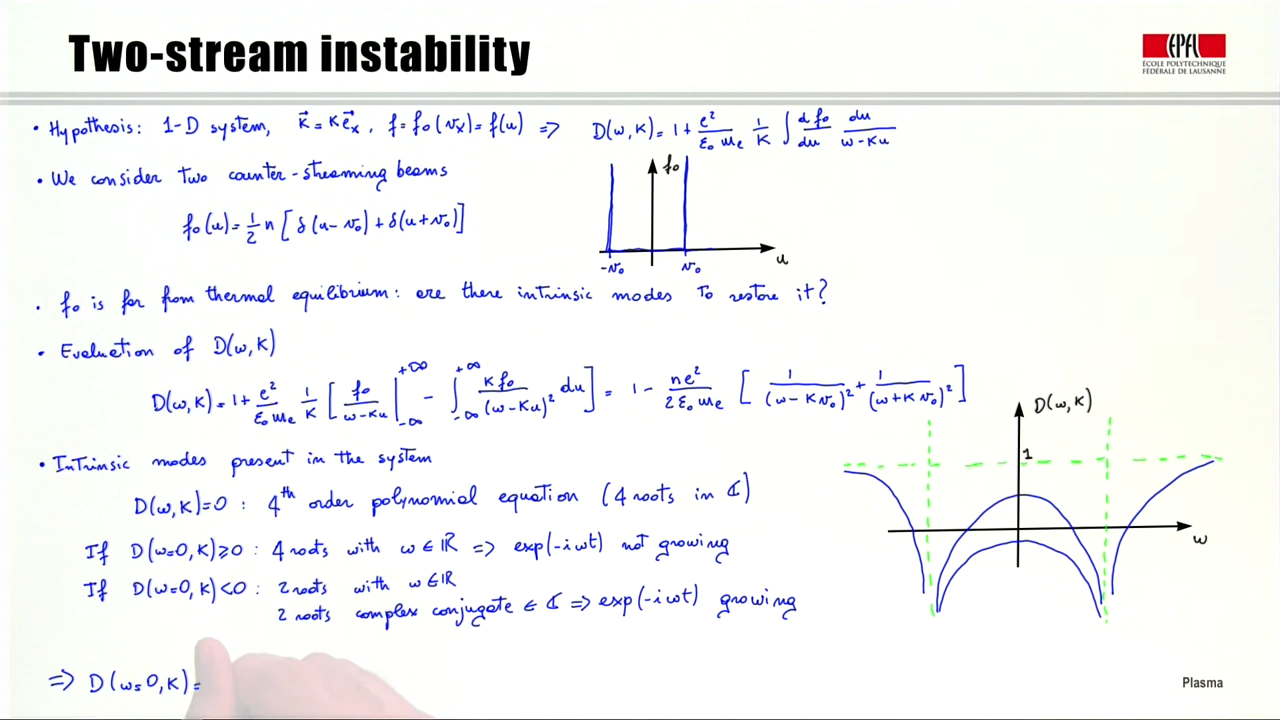 Two-stream instability
EPFL
ÉCOLE POLYTECHNIQUE
FÉDÉRALE DE LAUSANNE
• Hypothesis: 1-D system, k⃗ = k e⃗ₓ, f = f₀(vₓ) = f(u) => D(ω,k) = 1 + e²/(ε₀ mₑ) 1/k ∫ df₀/du du/(ω-ku)
• We consider two counter-streaming beams
f₀(u) = 1/2 n [δ(u-v₀) + δ(u+v₀)]
f₀
-v₀ v₀ u
• f₀ is far from thermal equilibrium: are there intrinsic modes to restore it?
• Evaluation of D(ω,k)
D(ω,k) = 1 + e²/(ε₀ mₑ) 1/k [ f₀/(ω-ku) |₋∞^+∞ - ∫₋∞^+∞ k f₀/(ω-ku)² du ] = 1 - ne²/(2ε₀ mₑ) [ 1/(ω-kv₀)² + 1/(ω+kv₀)² ]
D(ω,k)
1
ω
• Intrinsic modes present in the system
D(ω,k)=0 : 4th order polynomial equation (4 roots in ℂ)
If D(ω=0,k)≥0 : 4 roots with ω∈ℝ => exp(-iωt) not growing
If D(ω=0,k)<0 : 2 roots with ω∈ℝ
2 roots complex conjugate ∈ ℂ => exp(-iωt) growing
=> D(ω=0,k)=
Plasma